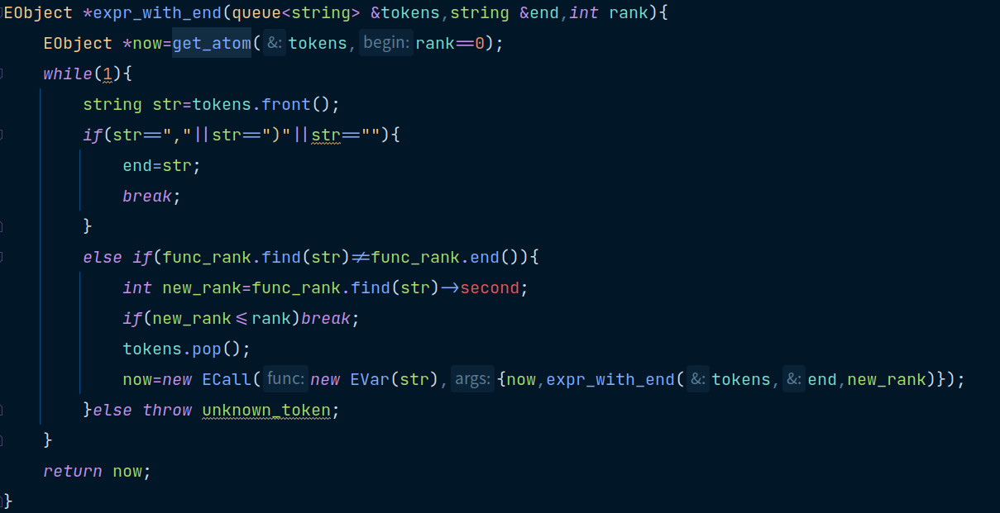 EObject *expr_with_end(queue<string> &tokens,string &end,int rank){
    EObject *now=get_atom( &: tokens, begin: rank==0);
    while(1){
        string str=tokens.front();
        if(str==","||str==")"||str==""){
            end=str;
            break;
        }
        else if(func_rank.find(str)!=func_rank.end()){
            int new_rank=func_rank.find(str)->second;
            if(new_rank<=rank)break;
            tokens.pop();
            now=new ECall( func: new EVar(str), args: {now,expr_with_end( &: tokens, &: end,new_rank)});
        }else throw unknown_token;
    }
    return now;
}